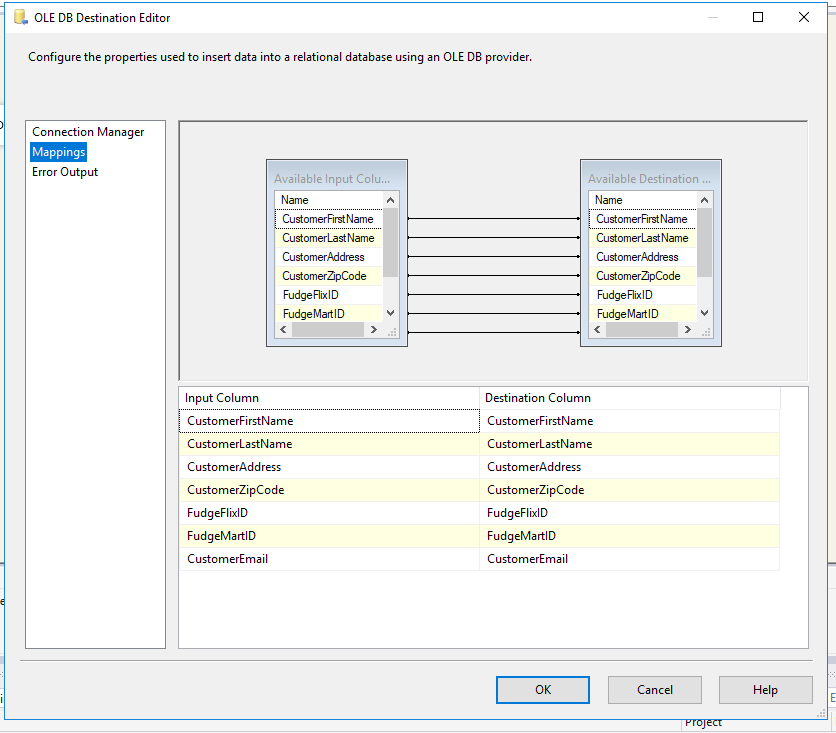 OLE DB Destination Editor
Configure the properties used to insert data into a relational database using an OLE DB provider.
Connection Manager
Mappings
Error Output
Available Input Colu...
Name
CustomerFirstName
CustomerLastName
CustomerAddress
CustomerZipCode
FudgeFlixID
FudgeMartID
Available Destination ...
Name
CustomerFirstName
CustomerLastName
CustomerAddress
CustomerZipCode
FudgeFlixID
FudgeMartID
Input Column Destination Column
CustomerFirstName CustomerFirstName
CustomerLastName CustomerLastName
CustomerAddress CustomerAddress
CustomerZipCode CustomerZipCode
FudgeFlixID FudgeFlixID
FudgeMartID FudgeMartID
CustomerEmail CustomerEmail
OK Cancel Help
Project